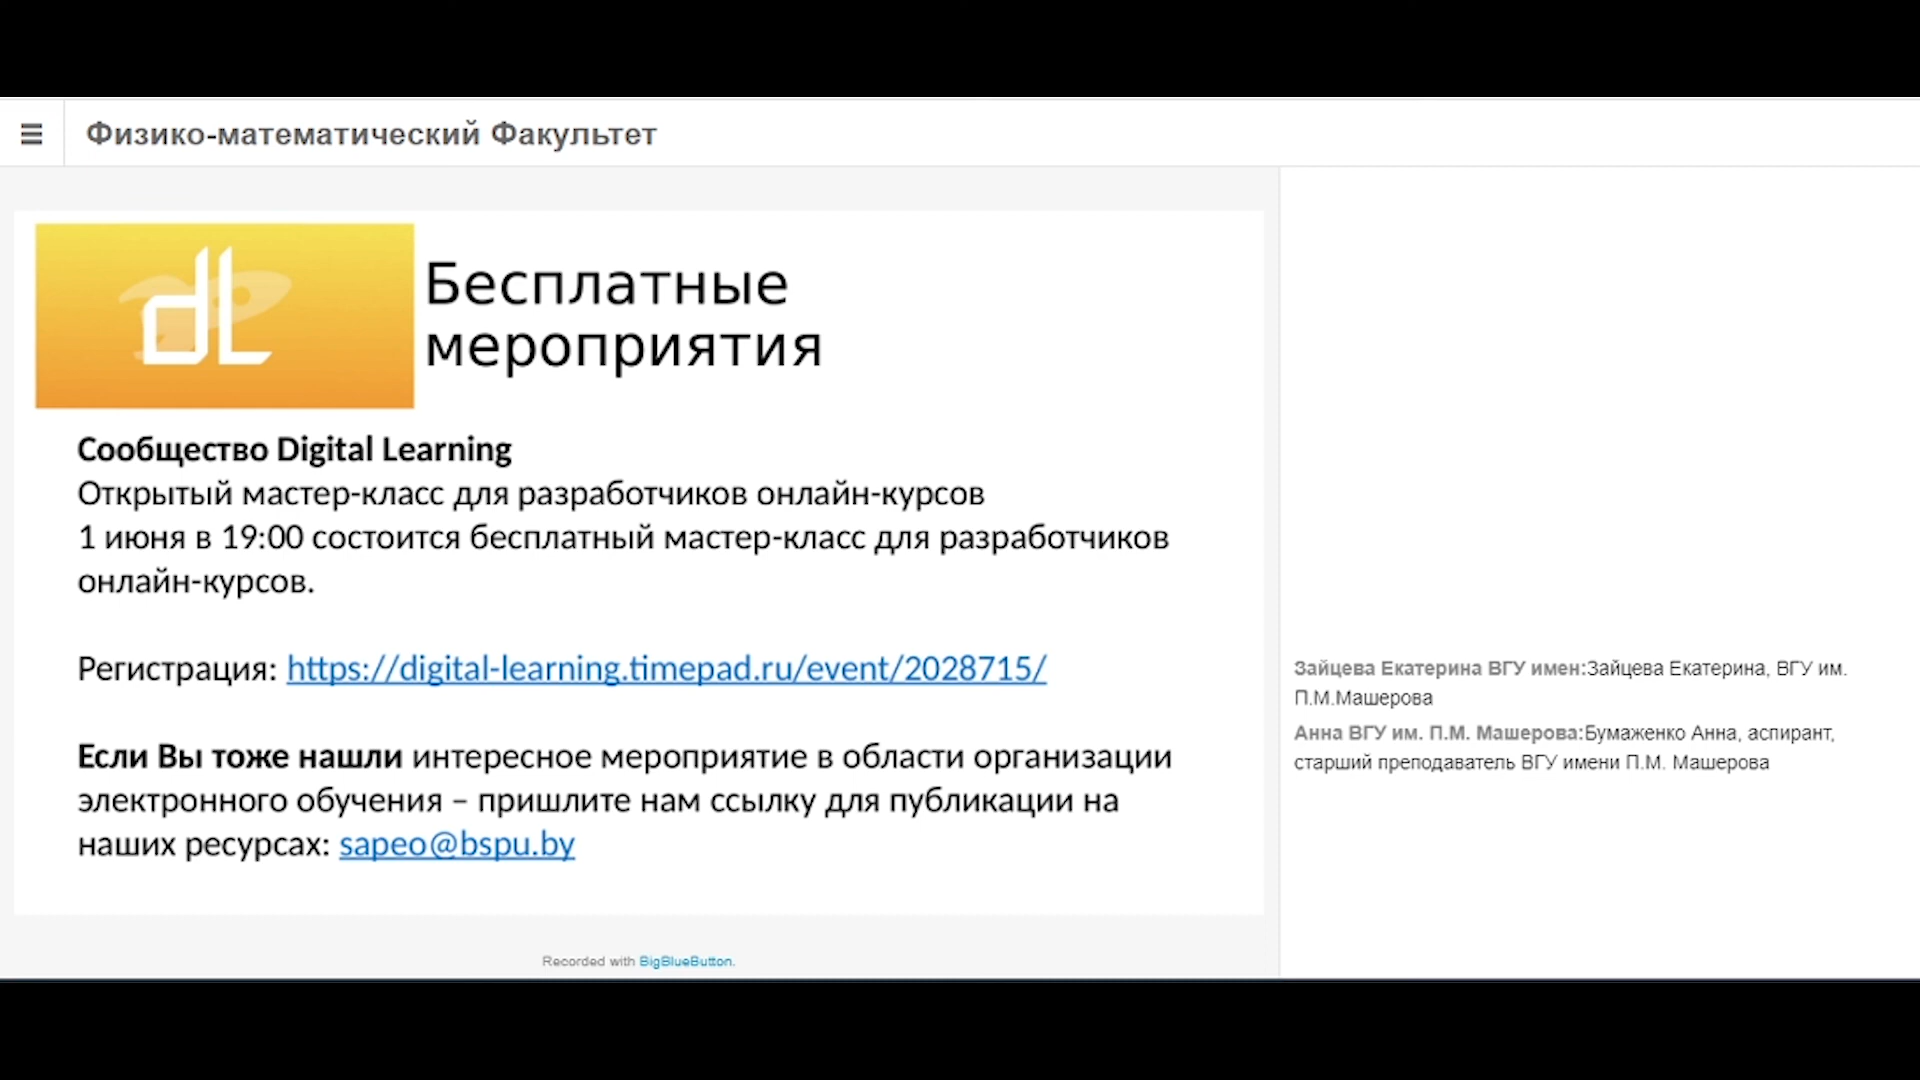 Физико-математический Факультет
dL
Бесплатные
мероприятия
Сообщество Digital Learning
Открытый мастер-класс для разработчиков онлайн-курсов
1 июня в 19:00 состоится бесплатный мастер-класс для разработчиков
онлайн-курсов.
Регистрация: https://digital-learning.timepad.ru/event/2028715/
Если Вы тоже нашли интересное мероприятие в области организации
электронного обучения – пришлите нам ссылку для публикации на
наших ресурсах: sapeo@bspu.by
Recorded with BigBlueButton.
Зайцева Екатерина ВГУ имен:Зайцева Екатерина, ВГУ им.
П.М.Машерова
Анна ВГУ им. П.М. Машерова:Бумаженко Анна, аспирант,
старший преподаватель ВГУ имени П.М. Машерова